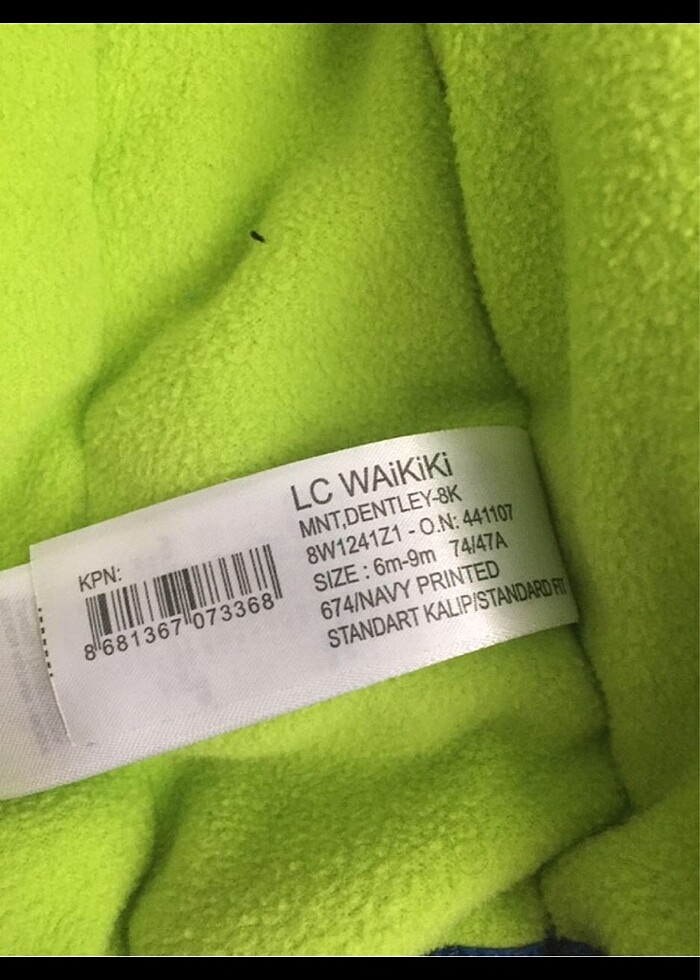 LC WAiKiKi
MNT,DENTLEY-8K
8W1241Z1 - O.N: 441107
SIZE : 6m-9m 74/47A
674/NAVY PRINTED
STANDART KALIP/STANDARD FIT
KPN:
8 681367 073368